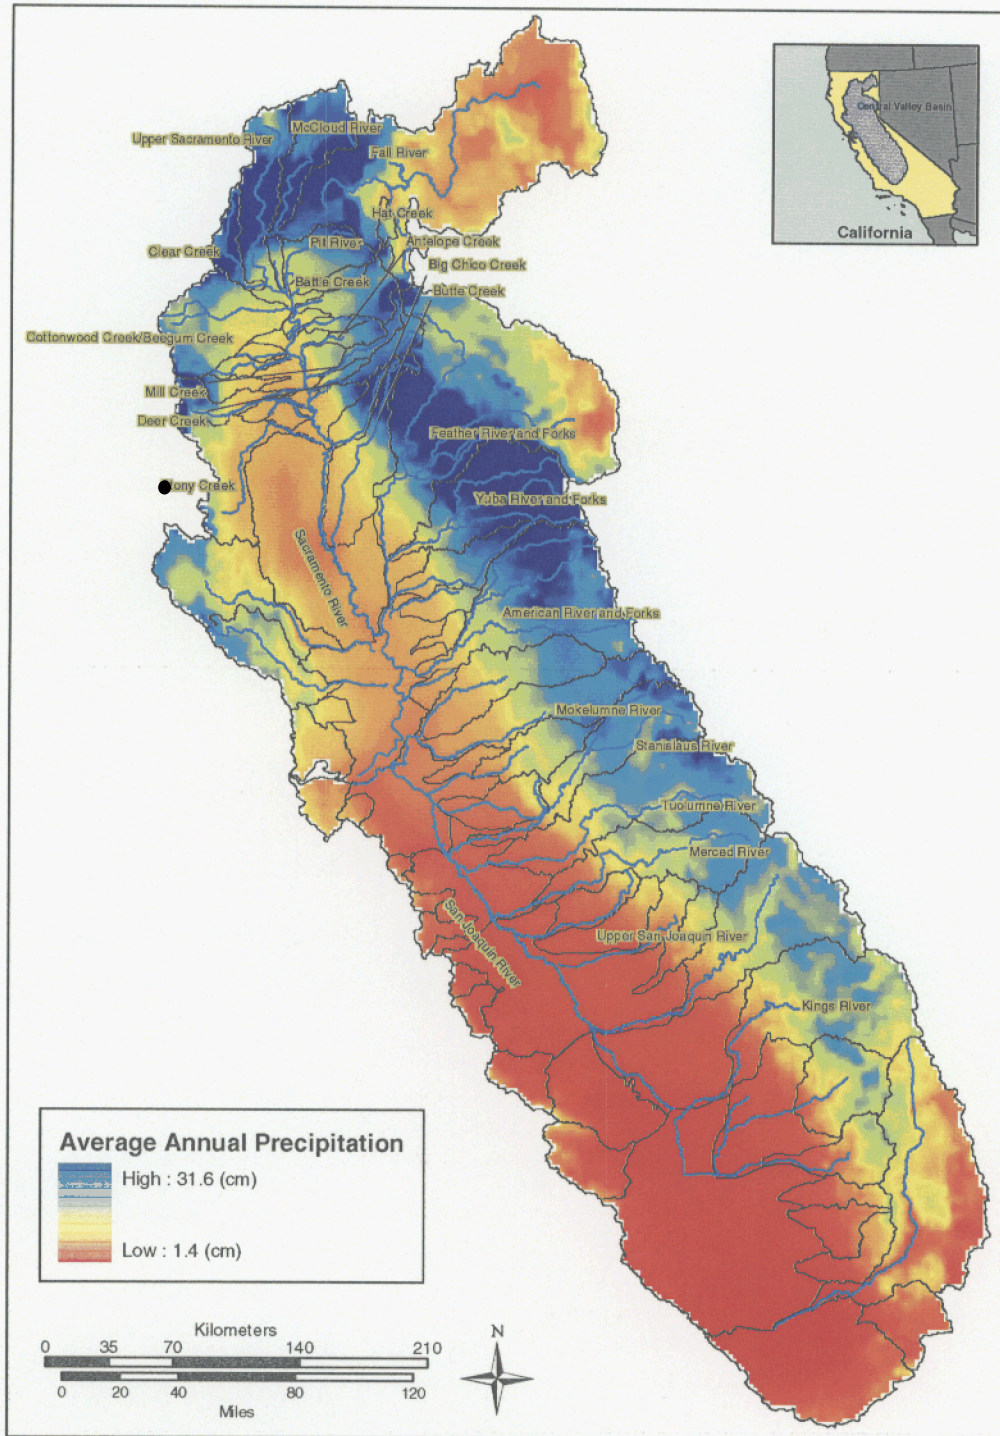 McCloud River
Upper Sacramento River
Fall River
Hat Creek
Pit River
Antelope Creek
Clear Creek
Big Chico Creek
Battle Creek
Butte Creek
Cottonwood Creek/Beegum Creek
Mill Creek
Deer Creek
Feather River and Forks
ony Creek
Yuba River and Forks
Sacramento River
American River and Forks
Mokelumne River
Stanislaus River
Tuolumne River
Merced River
San Joaquin River
Upper San Joaquin River
Kings River
Central Valley Basin
California
Average Annual Precipitation
High : 31.6 (cm)
Low : 1.4 (cm)
Kilometers
0 35 70 140 210
0 20 40 80 120
Miles
N